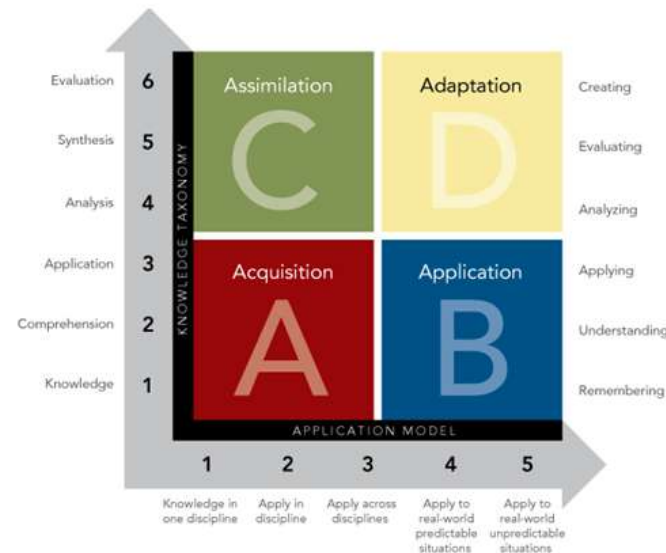 Evaluation 6 Assimilation Adaptation Creating
C D
Synthesis 5 Evaluating
Analysis 4 Analyzing
KNOWLEDGE TAXONOMY
Application 3 Acquisition Application Applying
A B
Comprehension 2 Understanding
Knowledge 1 Remembering
APPLICATION MODEL
1 2 3 4 5
Knowledge in one discipline
Apply in discipline
Apply across disciplines
Apply to real-world predictable situations
Apply to real-world unpredictable situations